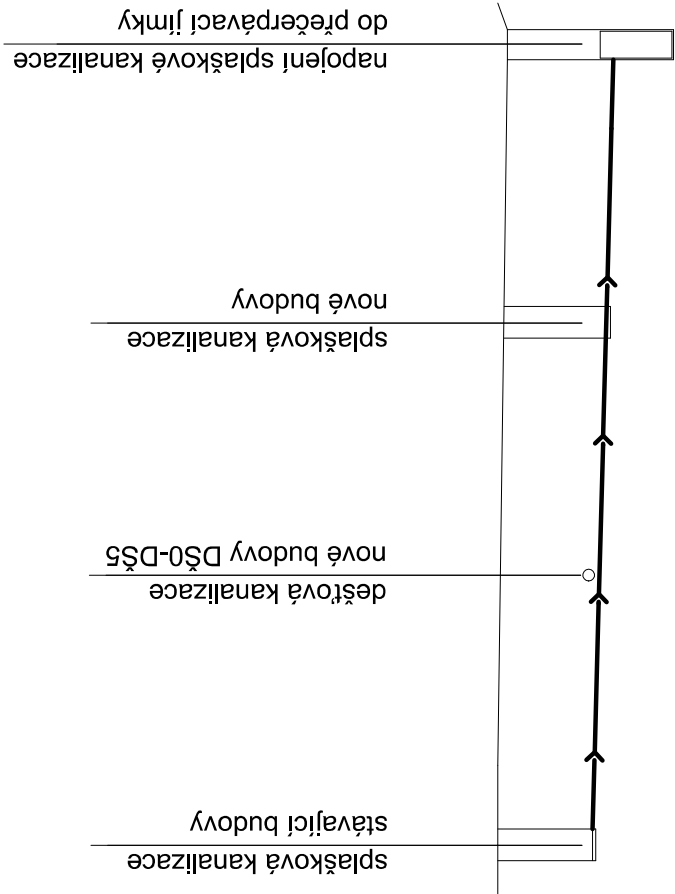 splašková kanalizace
stávající budovy
dešťová kanalizace
nové budovy DŠ0-DŠ5
splašková kanalizace
nové budovy
napojení splaškové kanalizace
do přečerpávací jímky